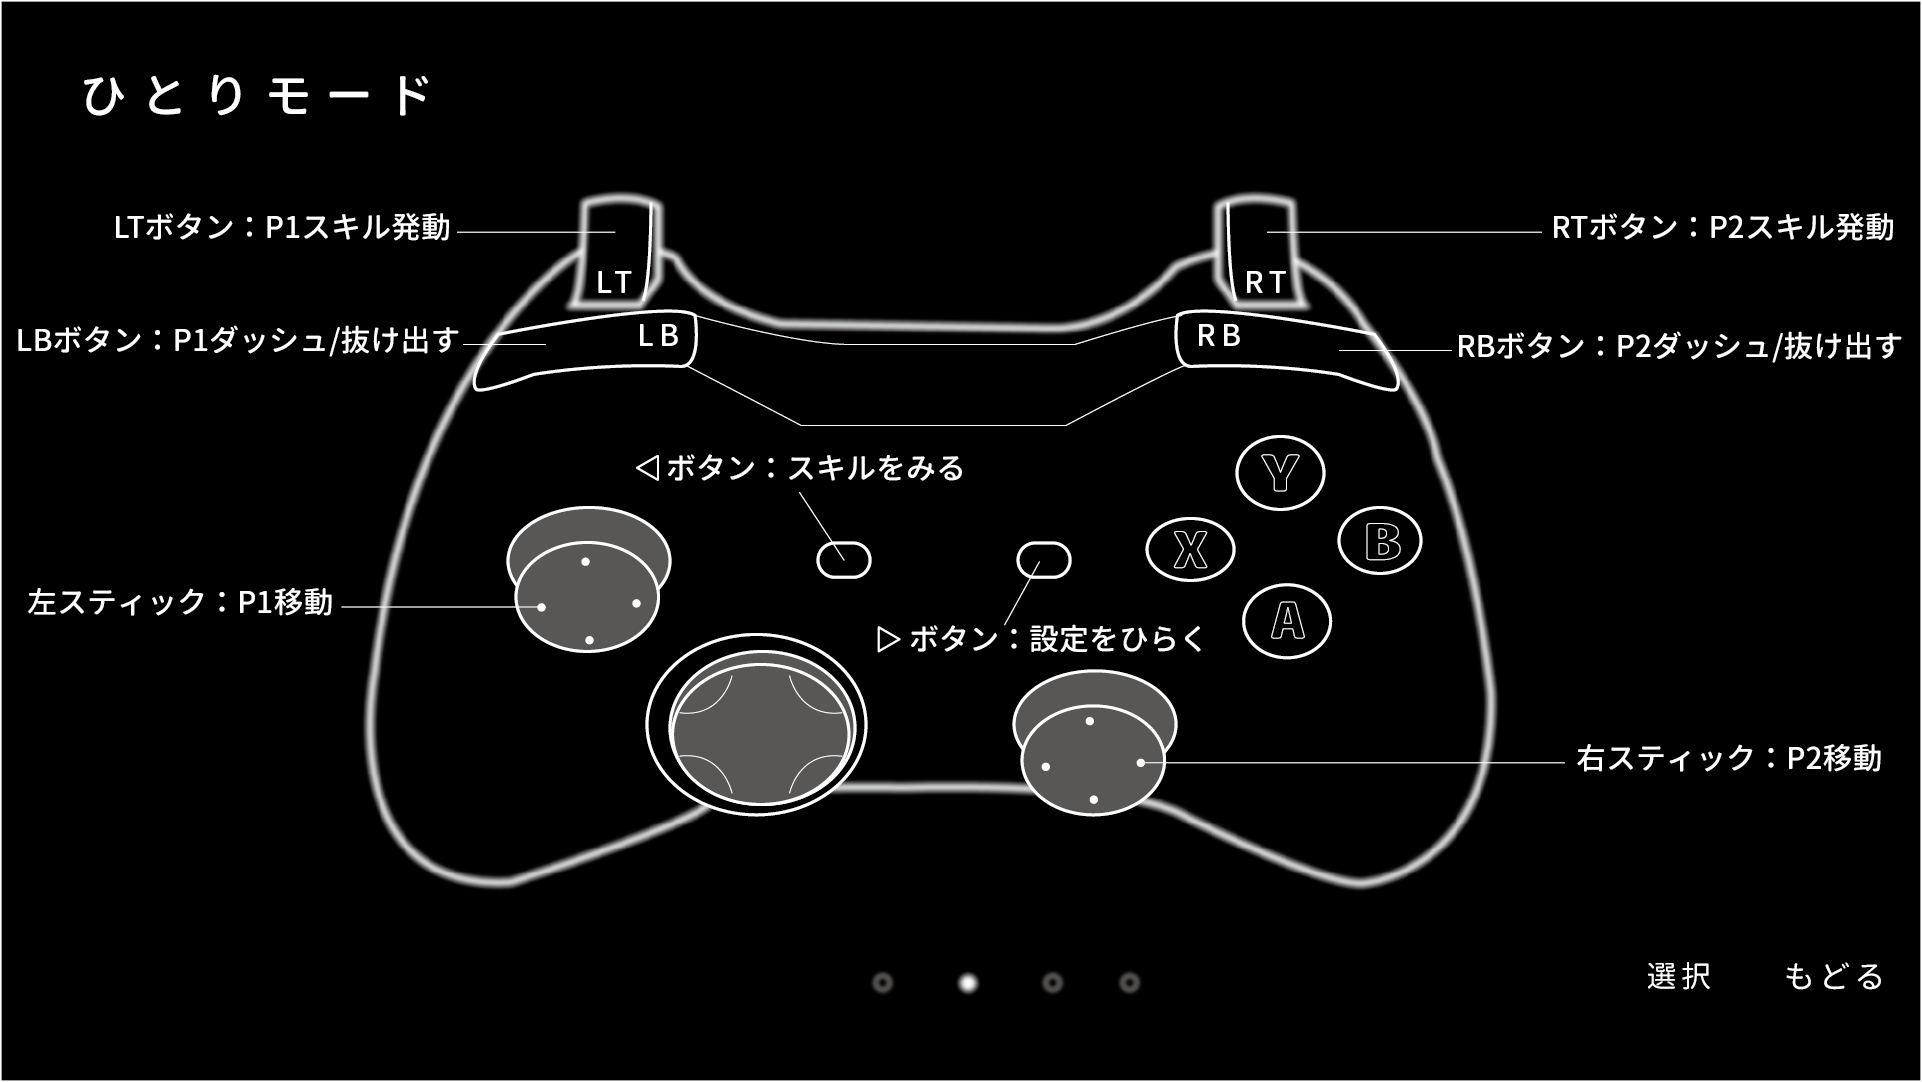 ひとりモード
LTボタン：P1スキル発動
RTボタン：P2スキル発動
LT
RT
LBボタン：P1ダッシュ/抜け出す
LB
RB
RBボタン：P2ダッシュ/抜け出す
◁ ボタン：スキルをみる
Y
X
B
左スティック：P1移動
A
▷ ボタン：設定をひらく
右スティック：P2移動
選択
もどる